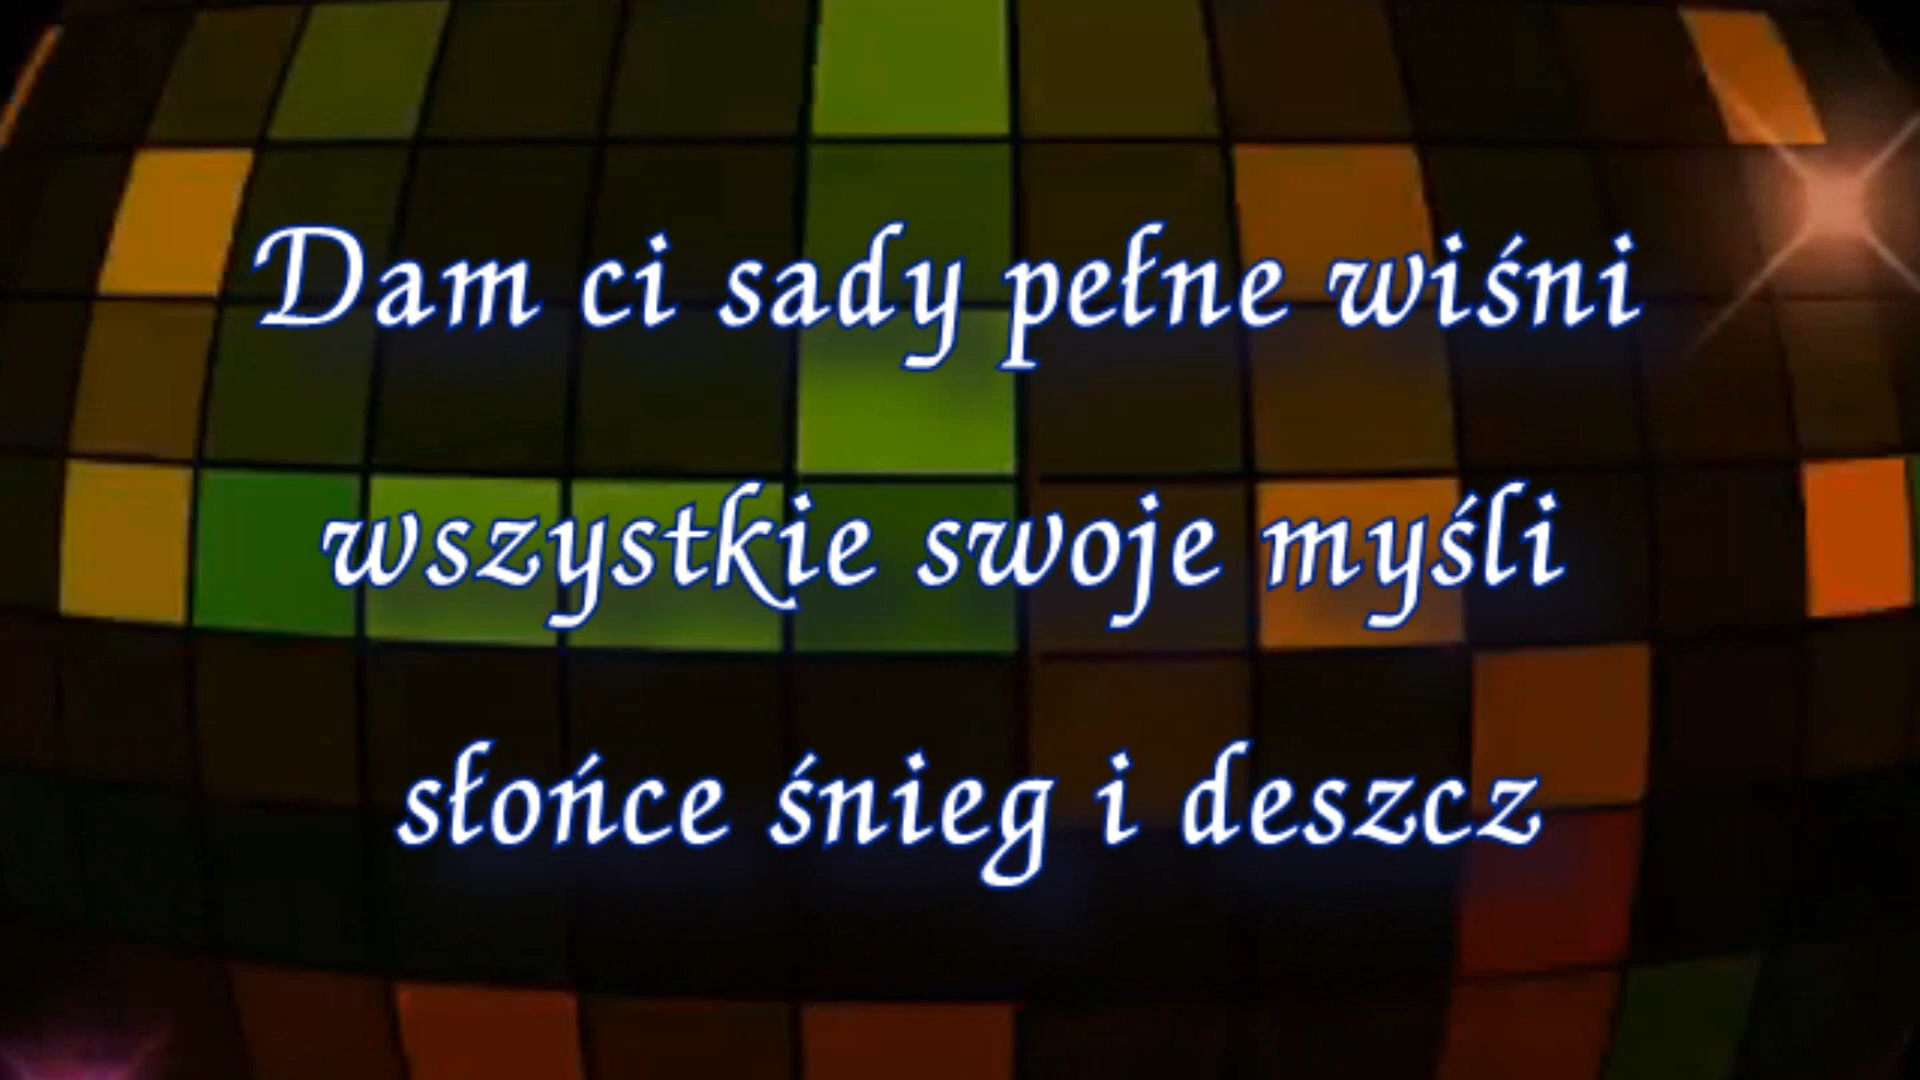 Dam ci sady pełne wiśni
wszystkie swoje myśli
słońce śnieg i deszcz